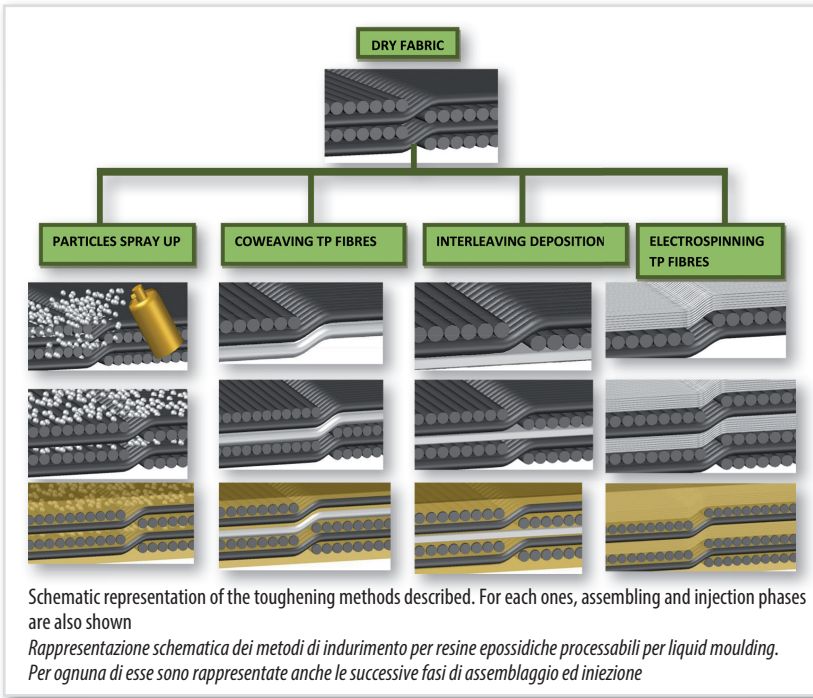 DRY FABRIC
PARTICLES SPRAY UP
COWEAVING TP FIBRES
INTERLEAVING DEPOSITION
ELECTROSPINNING
TP FIBRES
Schematic representation of the toughening methods described. For each ones, assembling and injection phases
are also shown
Rappresentazione schematica dei metodi di indurimento per resine epossidiche processabili per liquid moulding.
Per ognuna di esse sono rappresentate anche le successive fasi di assemblaggio ed iniezione